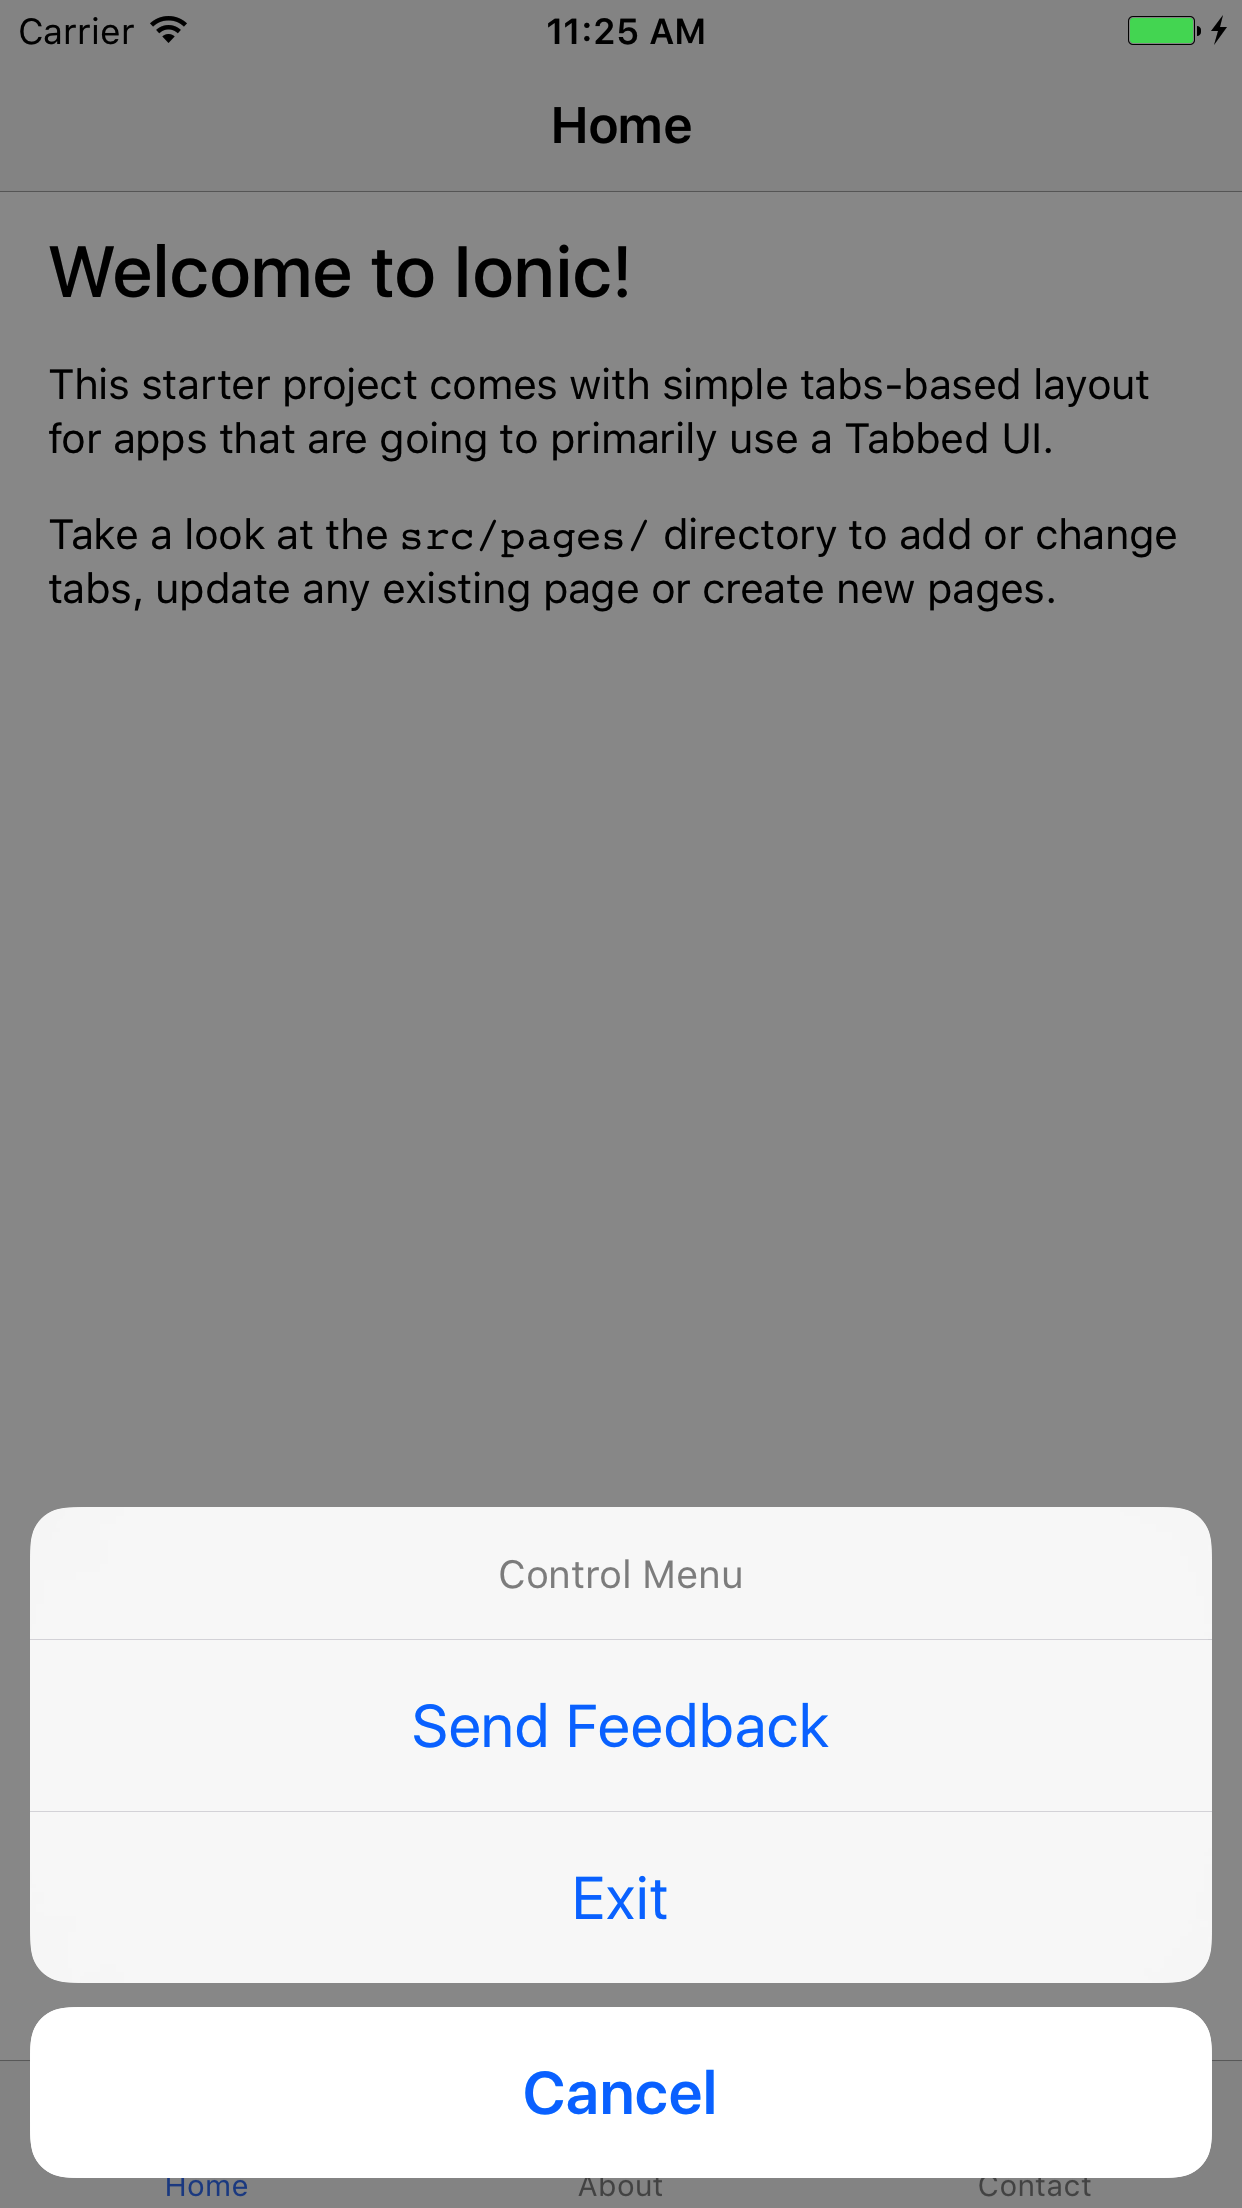 Carrier 11:25 AM
Home
Welcome to Ionic!
This starter project comes with simple tabs-based layout
for apps that are going to primarily use a Tabbed UI.
Take a look at the src/pages/ directory to add or change
tabs, update any existing page or create new pages.
Control Menu
Send Feedback
Exit
Cancel
Home About Contact